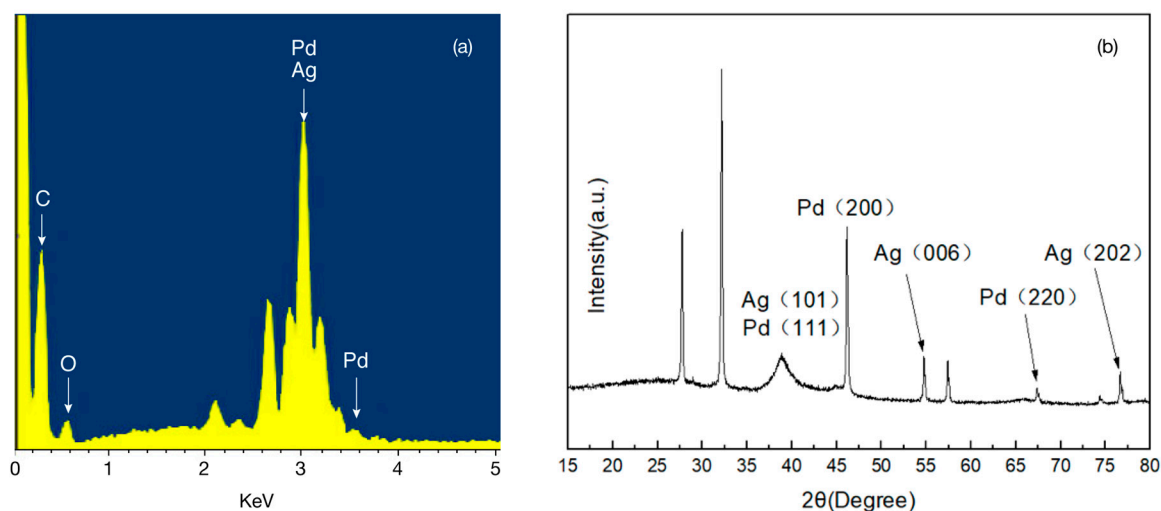 (a)
Pd
Ag
C
O
Pd
0 1 2 3 4 5
KeV
(b)
Intensity(a.u.)
Pd（200）
Ag（006）
Ag（202）
Ag（101）
Pd（220）
Pd（111）
15 20 25 30 35 40 45 50 55 60 65 70 75 80
2θ(Degree)